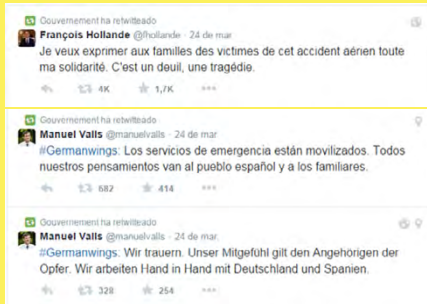 Gouvernement ha retwitteado
François Hollande @fhollande · 24 de mar
Je veux exprimer aux familles des victimes de cet accident aérien toute
ma solidarité. C'est un deuil, une tragédie.
4K 1,7K
Gouvernement ha retwitteado
Manuel Valls @manuelvalls · 24 de mar
#Germanwings: Los servicios de emergencia están movilizados. Todos
nuestros pensamientos van al pueblo español y a los familiares.
682 414
Gouvernement ha retwitteado
Manuel Valls @manuelvalls · 24 de mar.
#Germanwings: Wir trauern. Unser Mitgefühl gilt den Angehörigen der
Opfer. Wir arbeiten Hand in Hand mit Deutschland und Spanien.
328 254